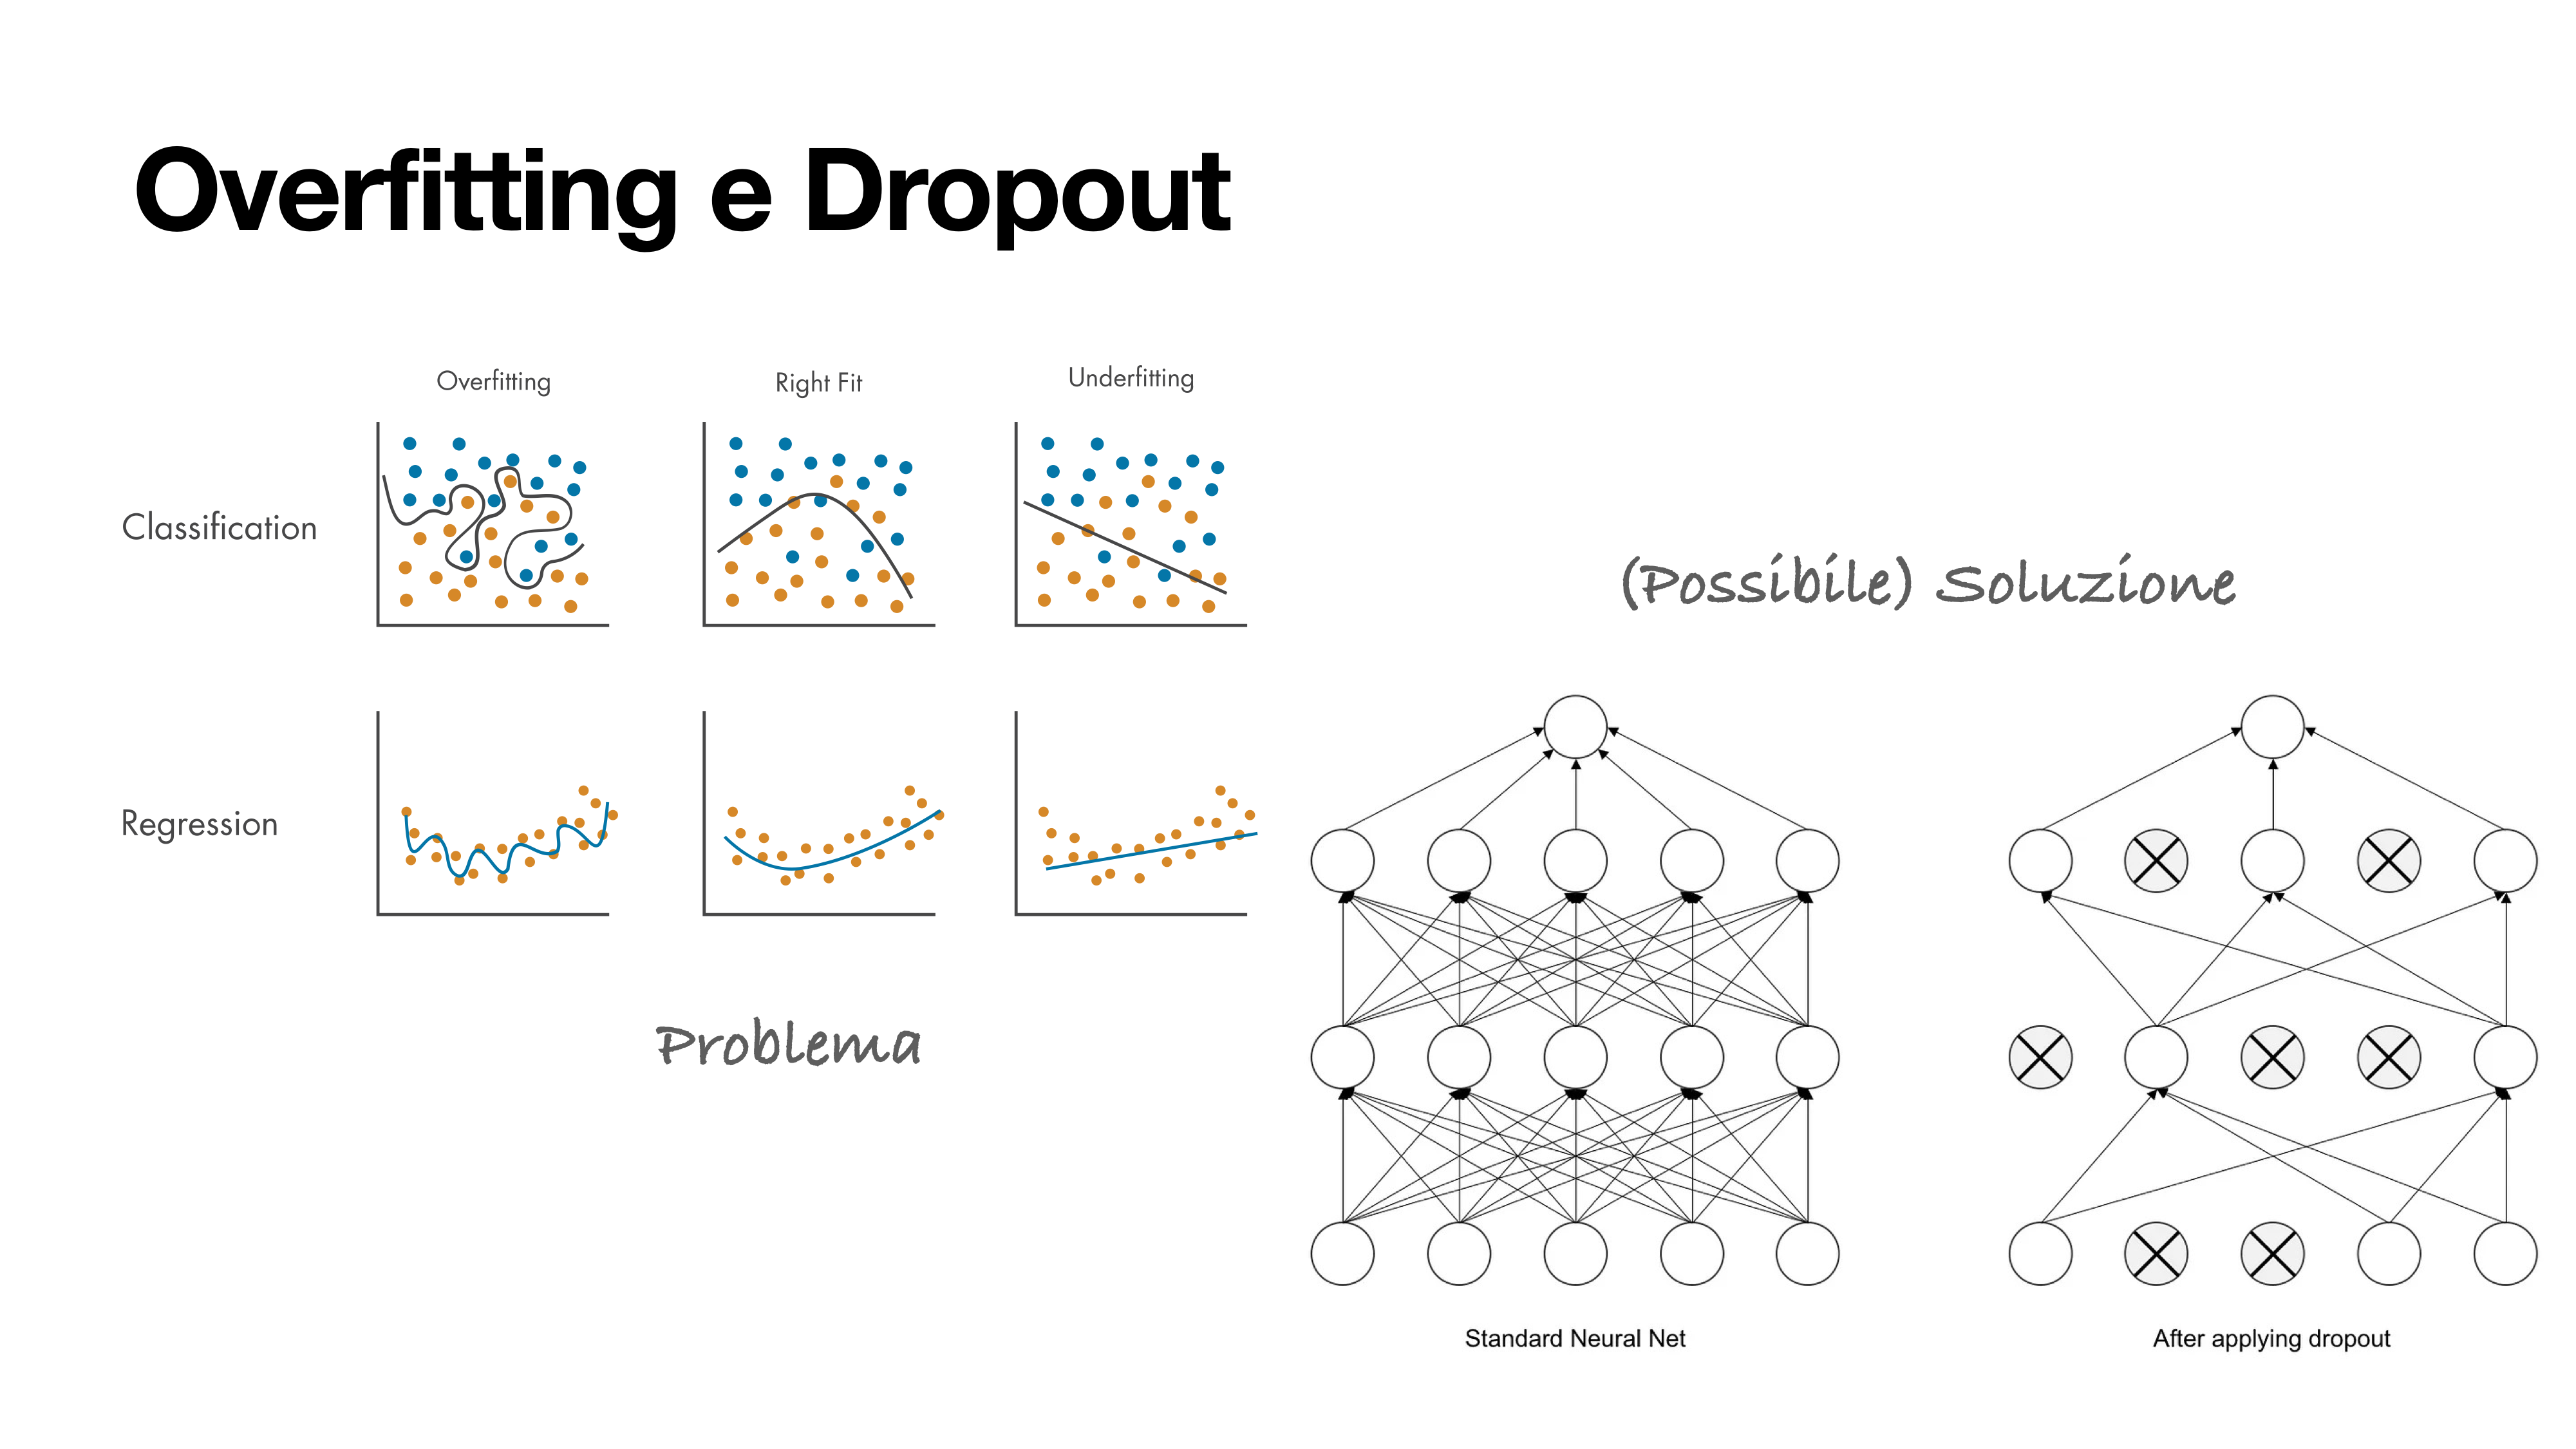 Overfitting e Dropout
Overfitting
Right Fit
Underfitting
Classification
Regression
Problema
(Possibile) Soluzione
Standard Neural Net
After applying dropout